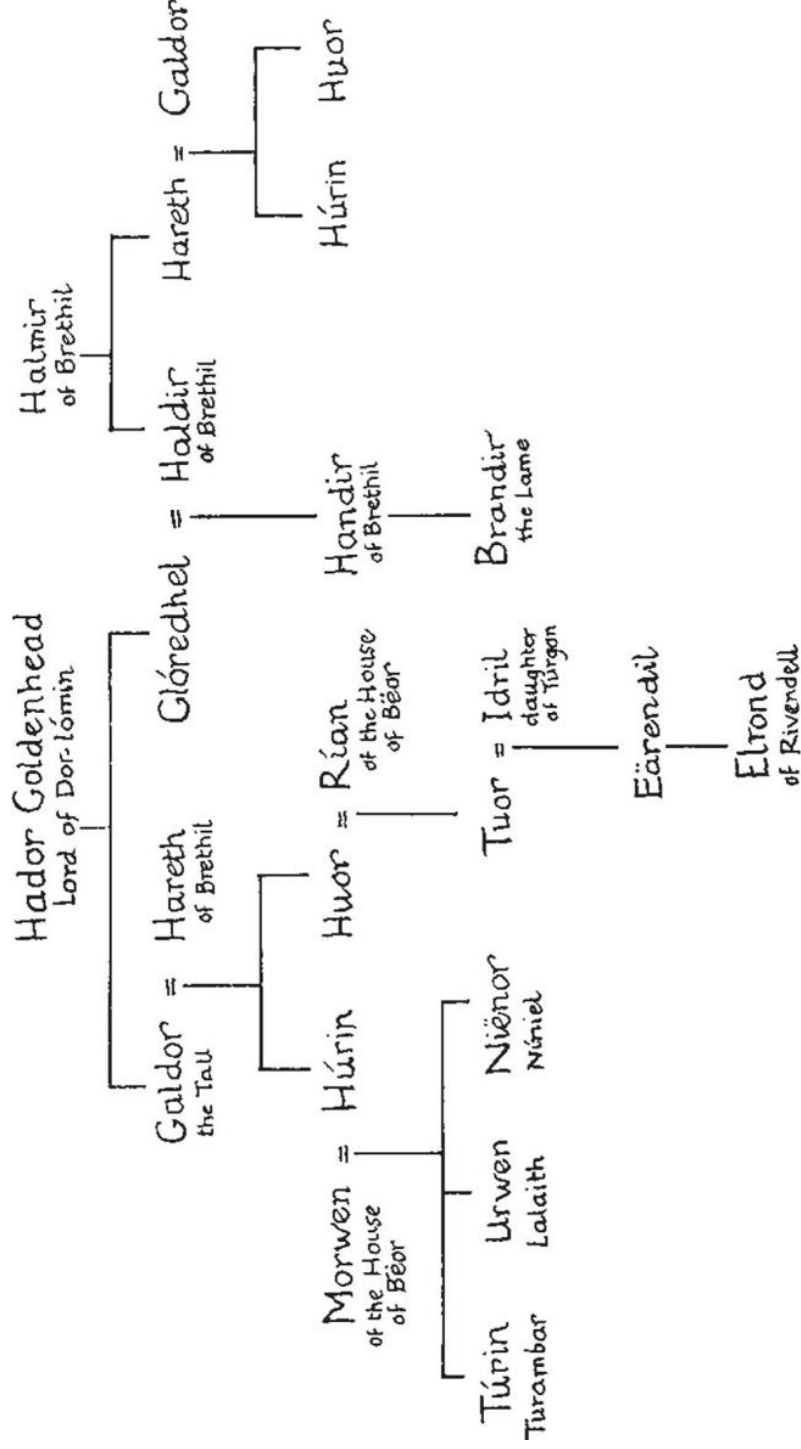 Hador Goldenhead
Lord of Dor-lómin
Halmir
of Brethil
Galdor
the Tall
=
Hareth
of Brethil
Glóredhel
=
Haldir
of Brethil
Hareth
=
Galdor
Morwen
of the House
of Bëor
=
Húrin
Huor
=
Rían
of the House
of Bëor
Handir
of Brethil
Húrin
Huor
Túrin
Turambar
Urwen
Lalaith
Niënor
Níniel
Tuor
=
Idril
daughter
of Turgon
Brandir
the Lame
Eärendil
Elrond
of Rivendell